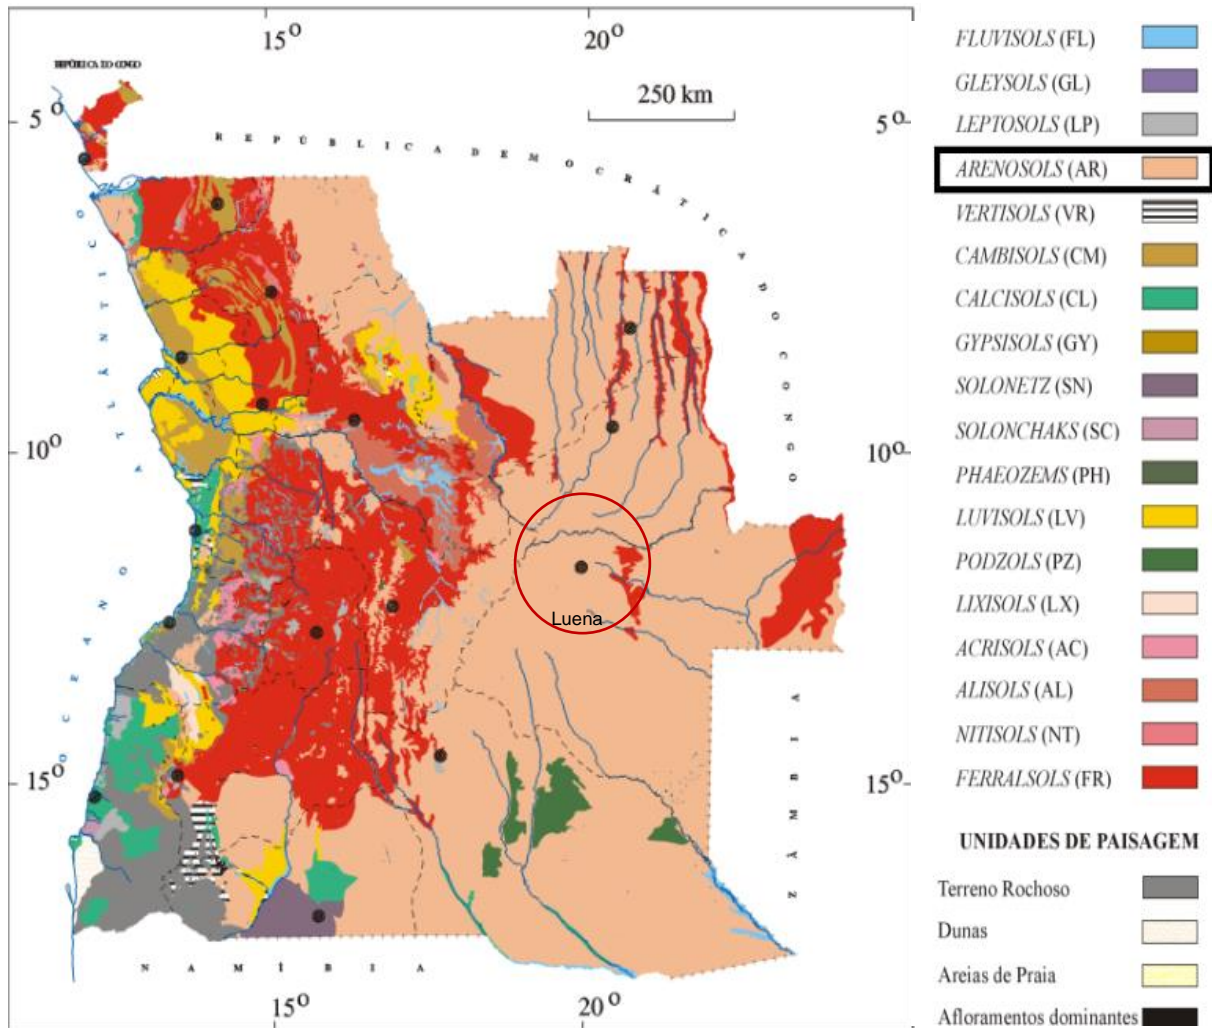 15º 20º
REPÚBLICA DO CONGO
250 km
5º 5º
REPÚBLICA DEMOCRÁTICA DO CONGO
OCEANO ATLÂNTICO
10º 10º
Luena
ZÂMBIA
15º 15º
NAMÍBIA
15º 20º
FLUVISOLS (FL)
GLEYSOLS (GL)
LEPTOSOLS (LP)
ARENOSOLS (AR)
VERTISOLS (VR)
CAMBISOLS (CM)
CALCISOLS (CL)
GYPSISOLS (GY)
SOLONETZ (SN)
SOLONCHAKS (SC)
PHAEOZEMS (PH)
LUVISOLS (LV)
PODZOLS (PZ)
LIXISOLS (LX)
ACRISOLS (AC)
ALISOLS (AL)
NITISOLS (NT)
FERRALSOLS (FR)
UNIDADES DE PAISAGEM
Terreno Rochoso
Dunas
Areias de Praia
Afloramentos dominantes